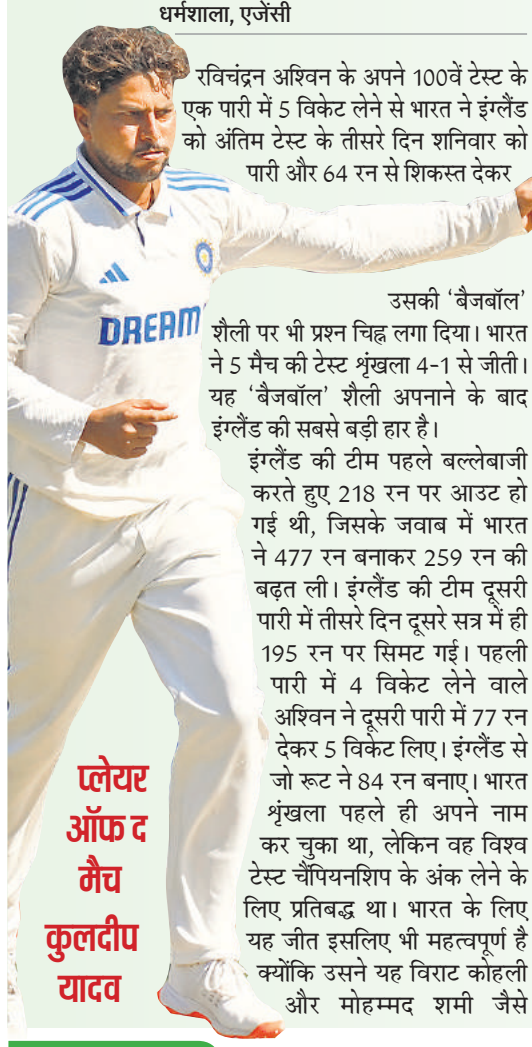 धर्मशाला, एजेंसी
रविचंद्रन अश्विन के अपने 100वें टेस्ट के
एक पारी में 5 विकेट लेने से भारत ने इंग्लैंड
को अंतिम टेस्ट के तीसरे दिन शनिवार को
पारी और 64 रन से शिकस्त देकर
उसकी 'बैजबॉल'
शैली पर भी प्रश्न चिह्न लगा दिया। भारत
ने 5 मैच की टेस्ट शृंखला 4-1 से जीती।
यह 'बैजबॉल' शैली अपनाने के बाद
इंग्लैंड की सबसे बड़ी हार है।
इंग्लैंड की टीम पहले बल्लेबाजी
करते हुए 218 रन पर आउट हो
गई थी, जिसके जवाब में भारत
ने 477 रन बनाकर 259 रन की
बढ़त ली। इंग्लैंड की टीम दूसरी
पारी में तीसरे दिन दूसरे सत्र में ही
195 रन पर सिमट गई। पहली
पारी में 4 विकेट लेने वाले
अश्विन ने दूसरी पारी में 77 रन
देकर 5 विकेट लिए। इंग्लैंड से
जो रूट ने 84 रन बनाए। भारत
शृंखला पहले ही अपने नाम
कर चुका था, लेकिन वह विश्व
टेस्ट चैंपियनशिप के अंक लेने के
लिए प्रतिबद्ध था। भारत के लिए
यह जीत इसलिए भी महत्वपूर्ण है
क्योंकि उसने यह विराट कोहली
और मोहम्मद शमी जैसे
DREAM
प्लेयर
ऑफ द
मैच
कुलदीप
यादव